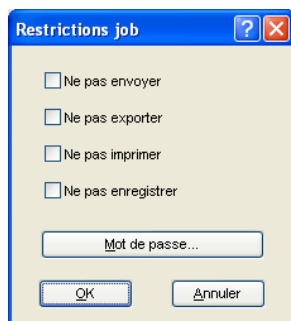 Restrictions job
Ne pas envoyer
Ne pas exporter
Ne pas imprimer
Ne pas enregistrer
Mot de passe...
OK
Annuler